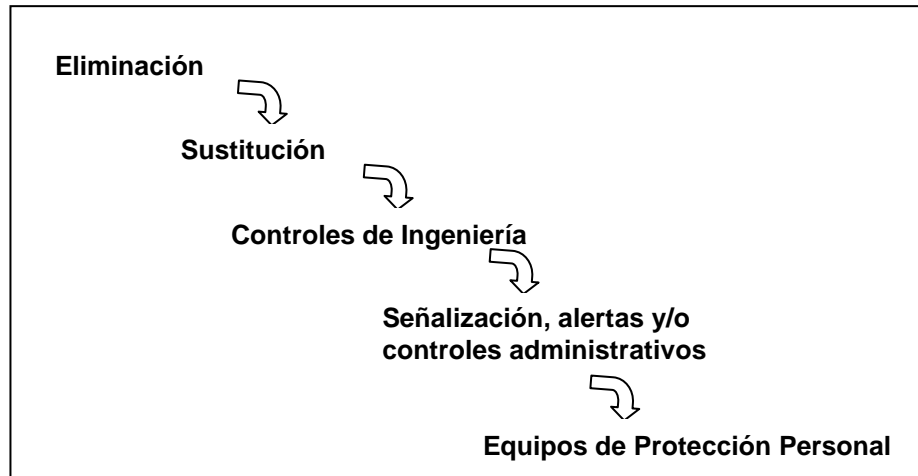 Eliminación
Sustitución
Controles de Ingeniería
Señalización, alertas y/o
controles administrativos
Equipos de Protección Personal